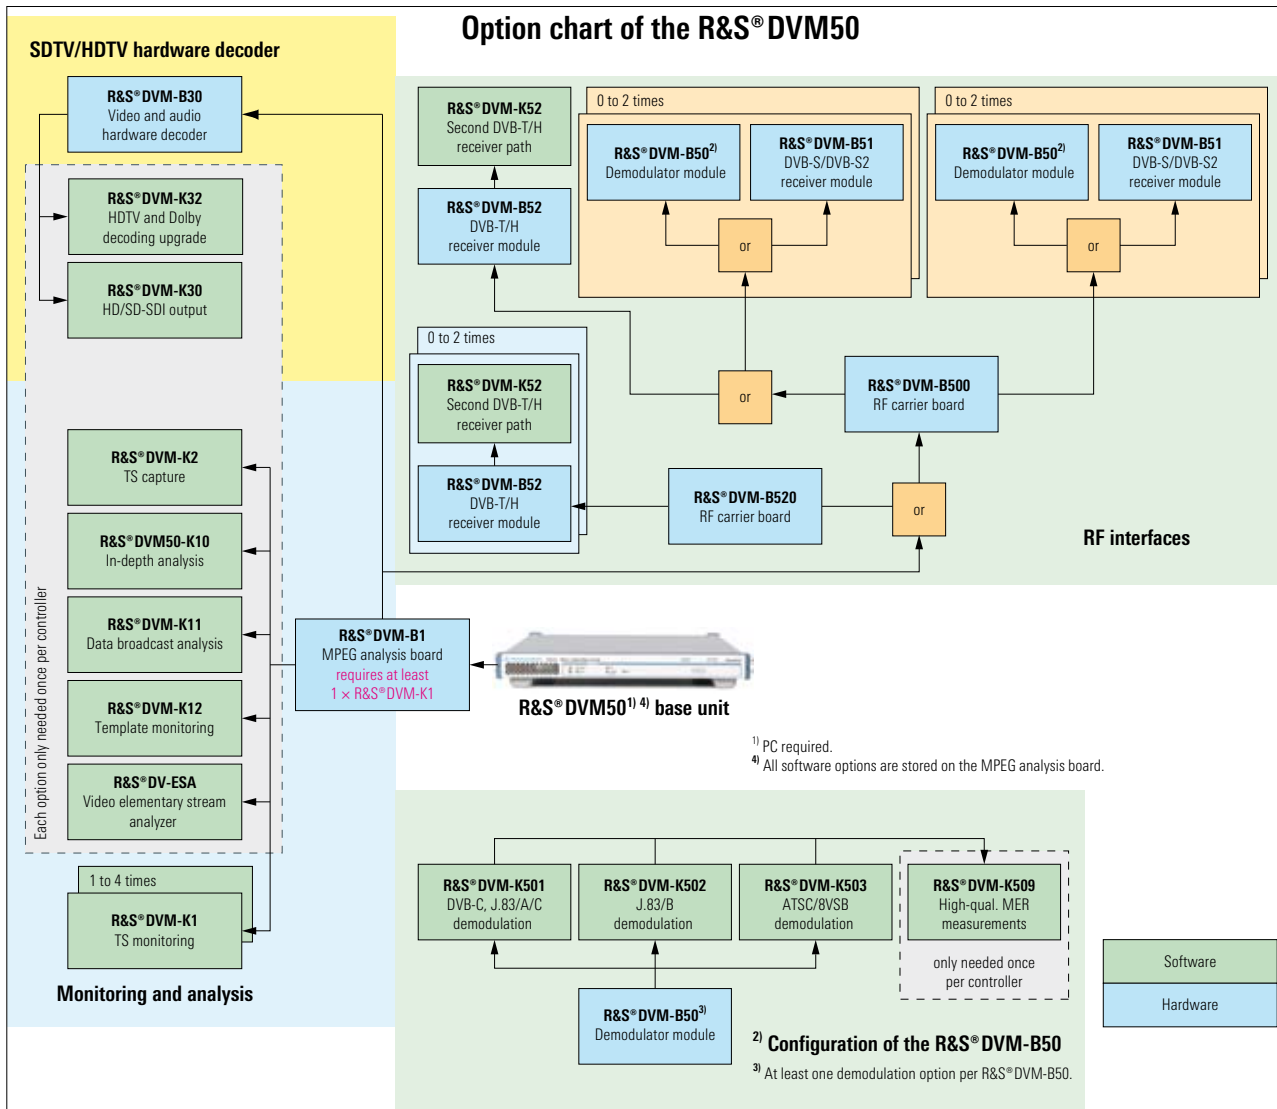 Option chart of the R&S® DVM50
SDTV/HDTV hardware decoder
R&S®DVM-B30
Video and audio
hardware decoder
R&S®DVM-K32
HDTV and Dolby
decoding upgrade
R&S®DVM-K30
HD/SD-SDI output
R&S®DVM-K52
Second DVB-T/H
receiver path
R&S®DVM-B52
DVB-T/H
receiver module
0 to 2 times
R&S®DVM-B50²⁾
Demodulator module
R&S®DVM-B51
DVB-S/DVB-S2
receiver module
or
0 to 2 times
R&S®DVM-B50²⁾
Demodulator module
R&S®DVM-B51
DVB-S/DVB-S2
receiver module
or
0 to 2 times
R&S®DVM-K52
Second DVB-T/H
receiver path
R&S®DVM-B52
DVB-T/H
receiver module
or
R&S®DVM-B500
RF carrier board
R&S®DVM-B520
RF carrier board
or
RF interfaces
Each option only needed once per controller
R&S®DVM-K2
TS capture
R&S®DVM50-K10
In-depth analysis
R&S®DVM-K11
Data broadcast analysis
R&S®DVM-K12
Template monitoring
R&S®DV-ESA
Video elementary stream
analyzer
1 to 4 times
R&S®DVM-K1
TS monitoring
Monitoring and analysis
R&S®DVM-B1
MPEG analysis board
requires at least
1 × R&S®DVM-K1
R&S®DVM50¹⁾ ⁴⁾ base unit
¹⁾ PC required.
⁴⁾ All software options are stored on the MPEG analysis board.
R&S®DVM-K501
DVB-C, J.83/A/C
demodulation
R&S®DVM-K502
J.83/B
demodulation
R&S®DVM-K503
ATSC/8VSB
demodulation
R&S®DVM-K509
High-qual. MER
measurements
only needed once
per controller
R&S®DVM-B50³⁾
Demodulator module
²⁾ Configuration of the R&S®DVM-B50
³⁾ At least one demodulation option per R&S®DVM-B50.
Software
Hardware